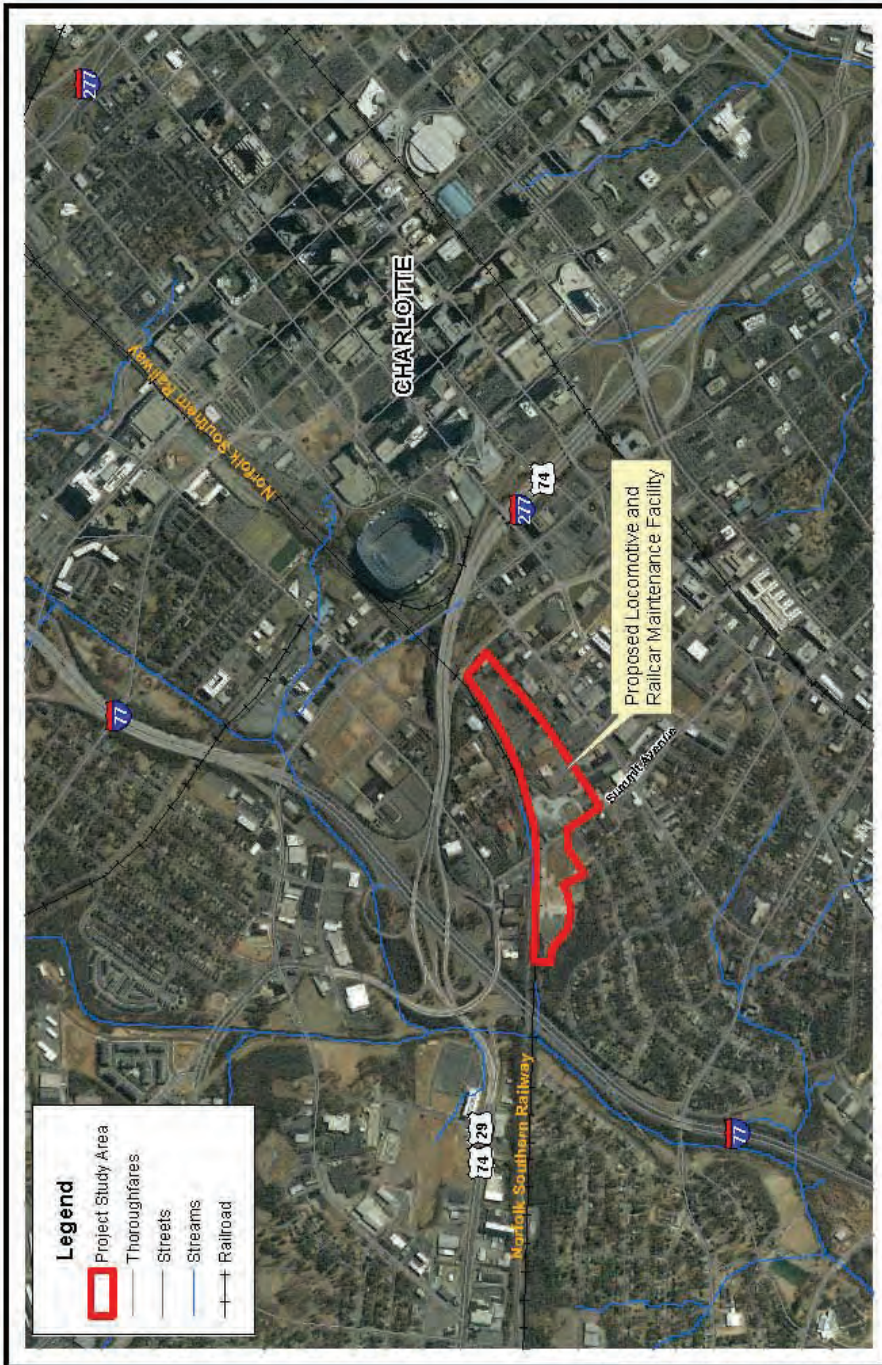 Legend
Project Study Area
Thoroughfares
Streets
Streams
Railroad
277
Norfolk Southern Railway
CHARLOTTE
77
277
74
74 29
Norfolk Southern Railway
Proposed Locomotive and
Railcar Maintenance Facility
Summit Avenue
77